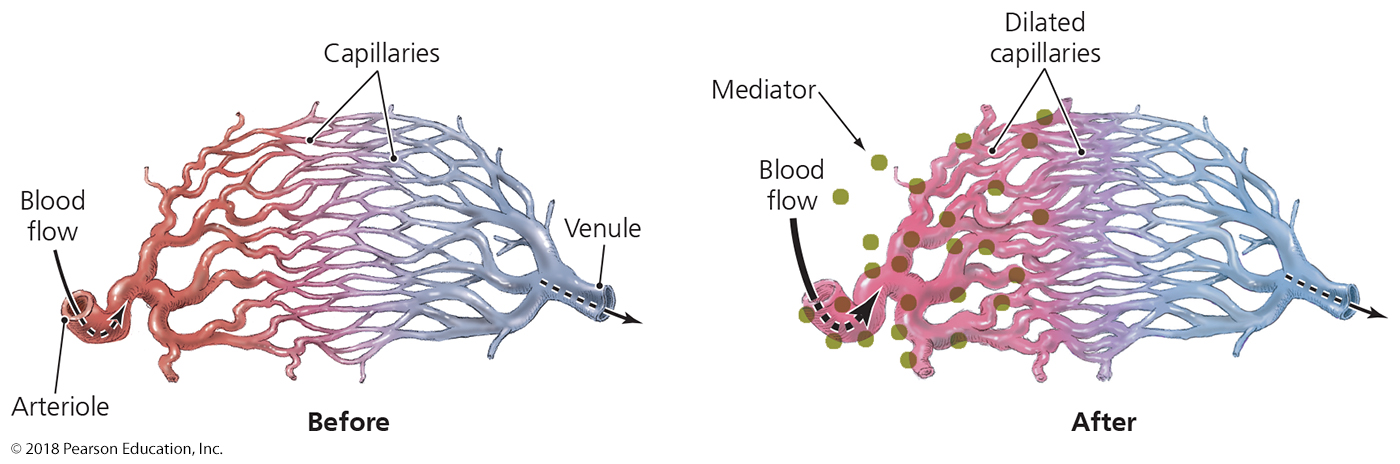 Capillaries
Blood
flow
Venule
Arteriole
Before
Dilated
capillaries
Mediator
Blood
flow
After
© 2018 Pearson Education, Inc.